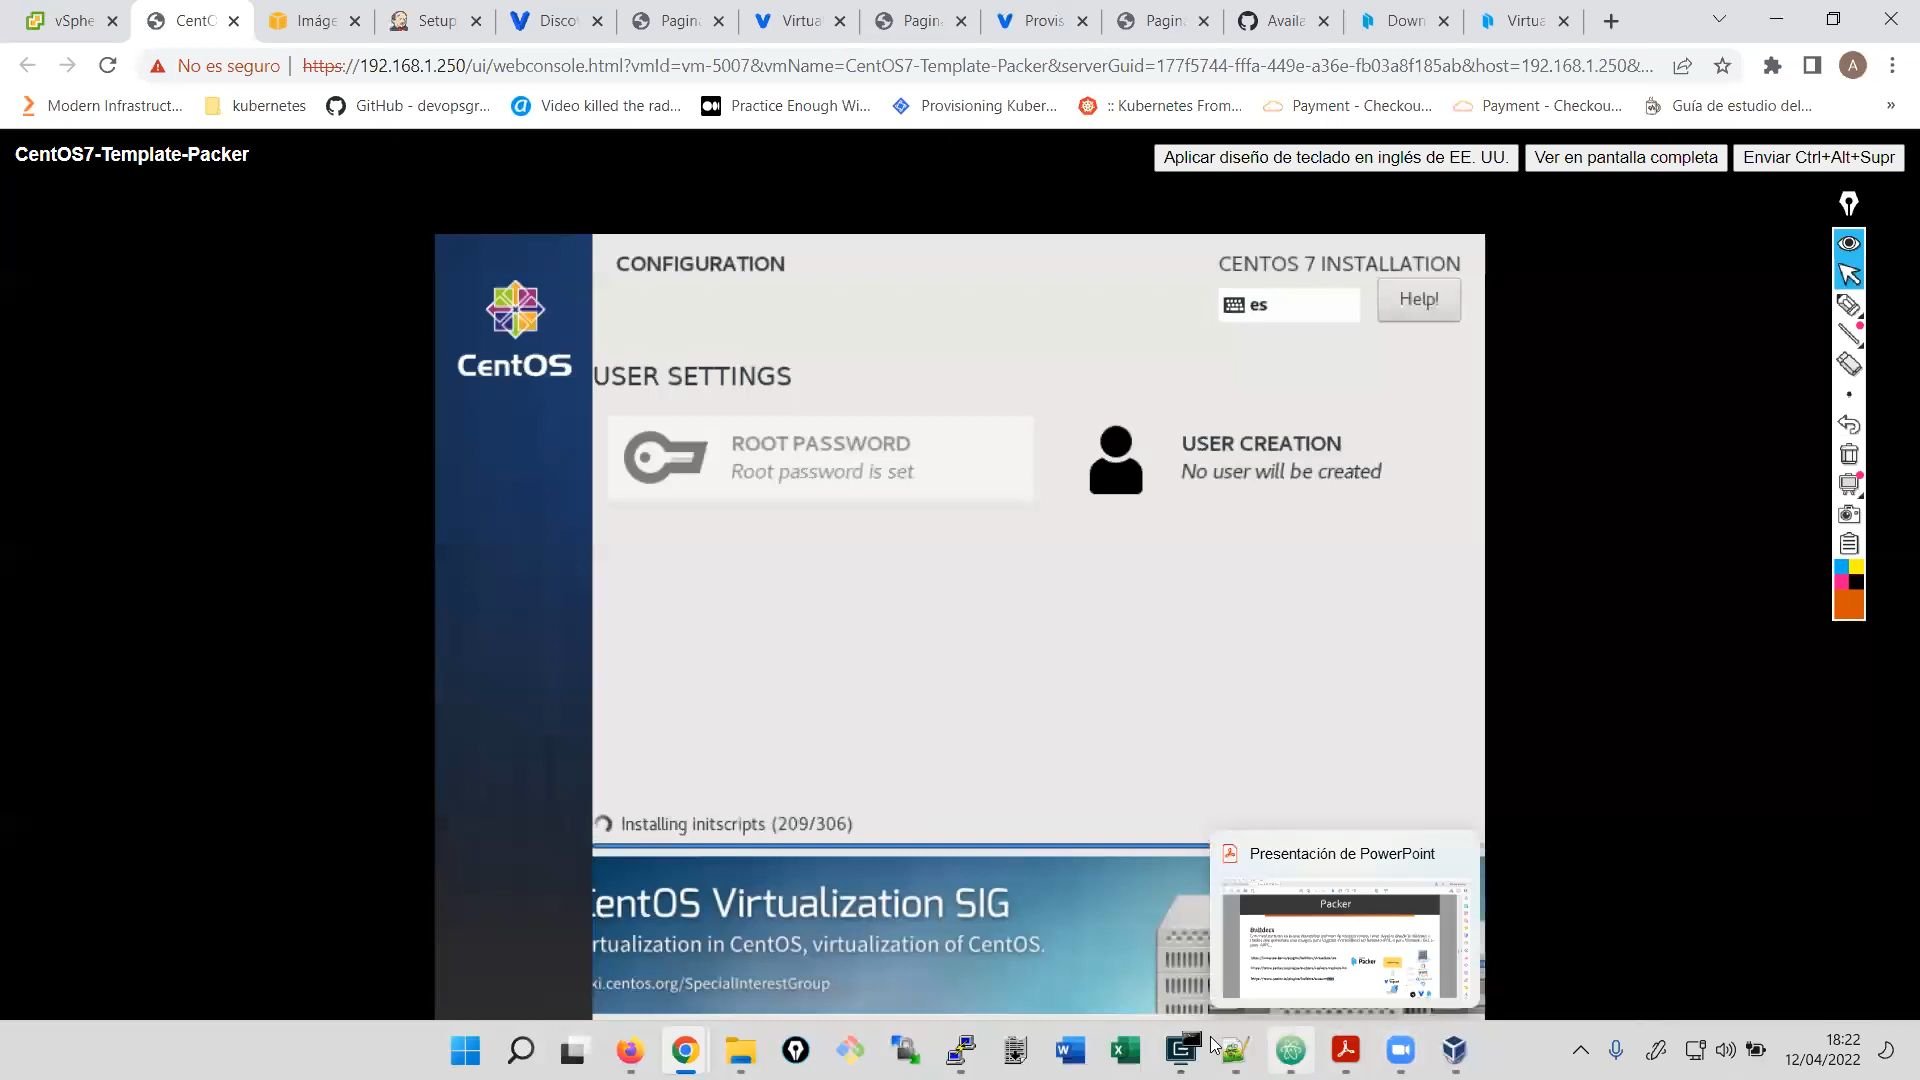 vSphe
CentO
Imáge
Setup
Disco
Pagin
Virtua
Pagin
Provis
Pagin
Availa
Down
Virtua
No es seguro
https://192.168.1.250/ui/webconsole.html?vmId=vm-5007&vmName=CentOS7-Template-Packer&serverGuid=177f5744-fffa-449e-a36e-fb03a8f185ab&host=192.168.1.250&...
A
Modern Infrastruct...
kubernetes
GitHub - devopsgr...
Video killed the rad...
Practice Enough Wi...
Provisioning Kuber...
:: Kubernetes From...
Payment - Checkou...
Payment - Checkou...
Guía de estudio del...
»
CentOS7-Template-Packer
Aplicar diseño de teclado en inglés de EE. UU.
Ver en pantalla completa
Enviar Ctrl+Alt+Supr
CentOS
CONFIGURATION
CENTOS 7 INSTALLATION
es
Help!
USER SETTINGS
ROOT PASSWORD
Root password is set
USER CREATION
No user will be created
Installing initscripts (209/306)
entOS Virtualization SIG
rtualization in CentOS, virtualization of CentOS.
ki.centos.org/SpecialInterestGroup
Presentación de PowerPoint
Packer
Builders
Packer
18:22
12/04/2022